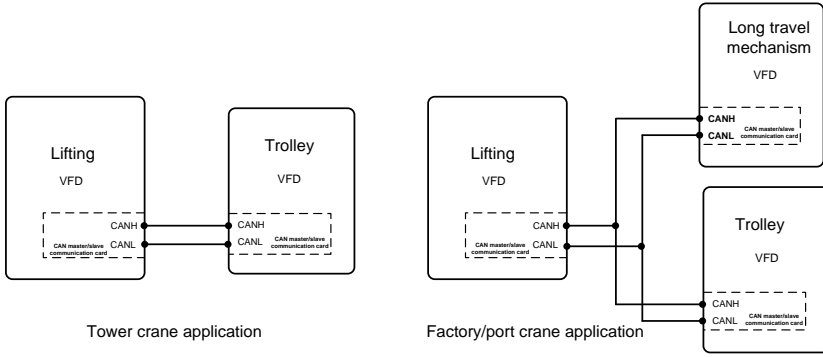 Lifting
VFD
CANH
CANL
CAN master/slave
communication card
Trolley
VFD
CANH
CANL
CAN master/slave
communication card
Tower crane application
Lifting
VFD
CANH
CANL
CAN master/slave
communication card
Long travel
mechanism
VFD
CANH
CANL
CAN master/slave
communication card
Trolley
VFD
CANH
CANL
CAN master/slave
communication card
Factory/port crane application